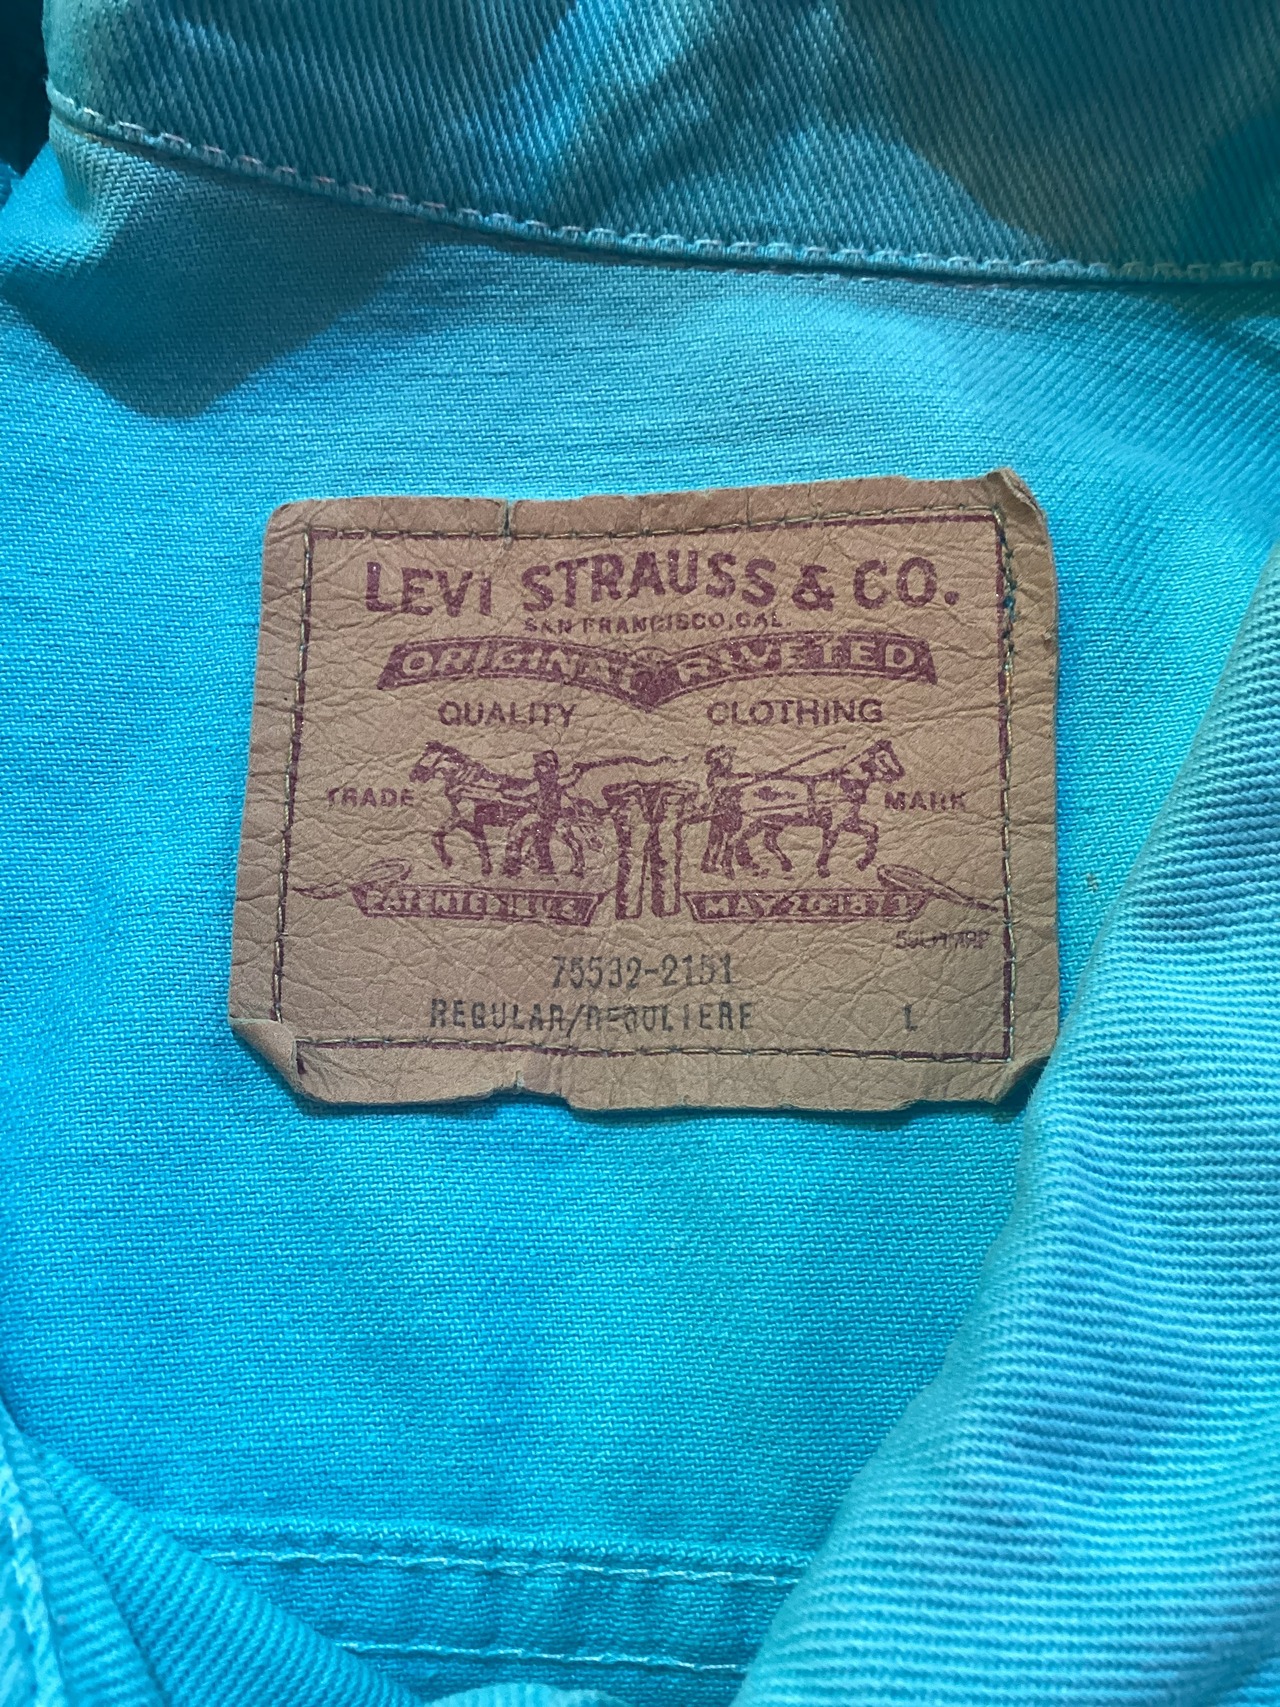 LEVI STRAUSS & CO.
SAN FRANCISCO, CAL.
ORIGINAL RIVETED
QUALITY CLOTHING
TRADE MARK
PATENTED IN U.S. MAY 20 1873
75532-2151
REGULAR/REGULIERE L